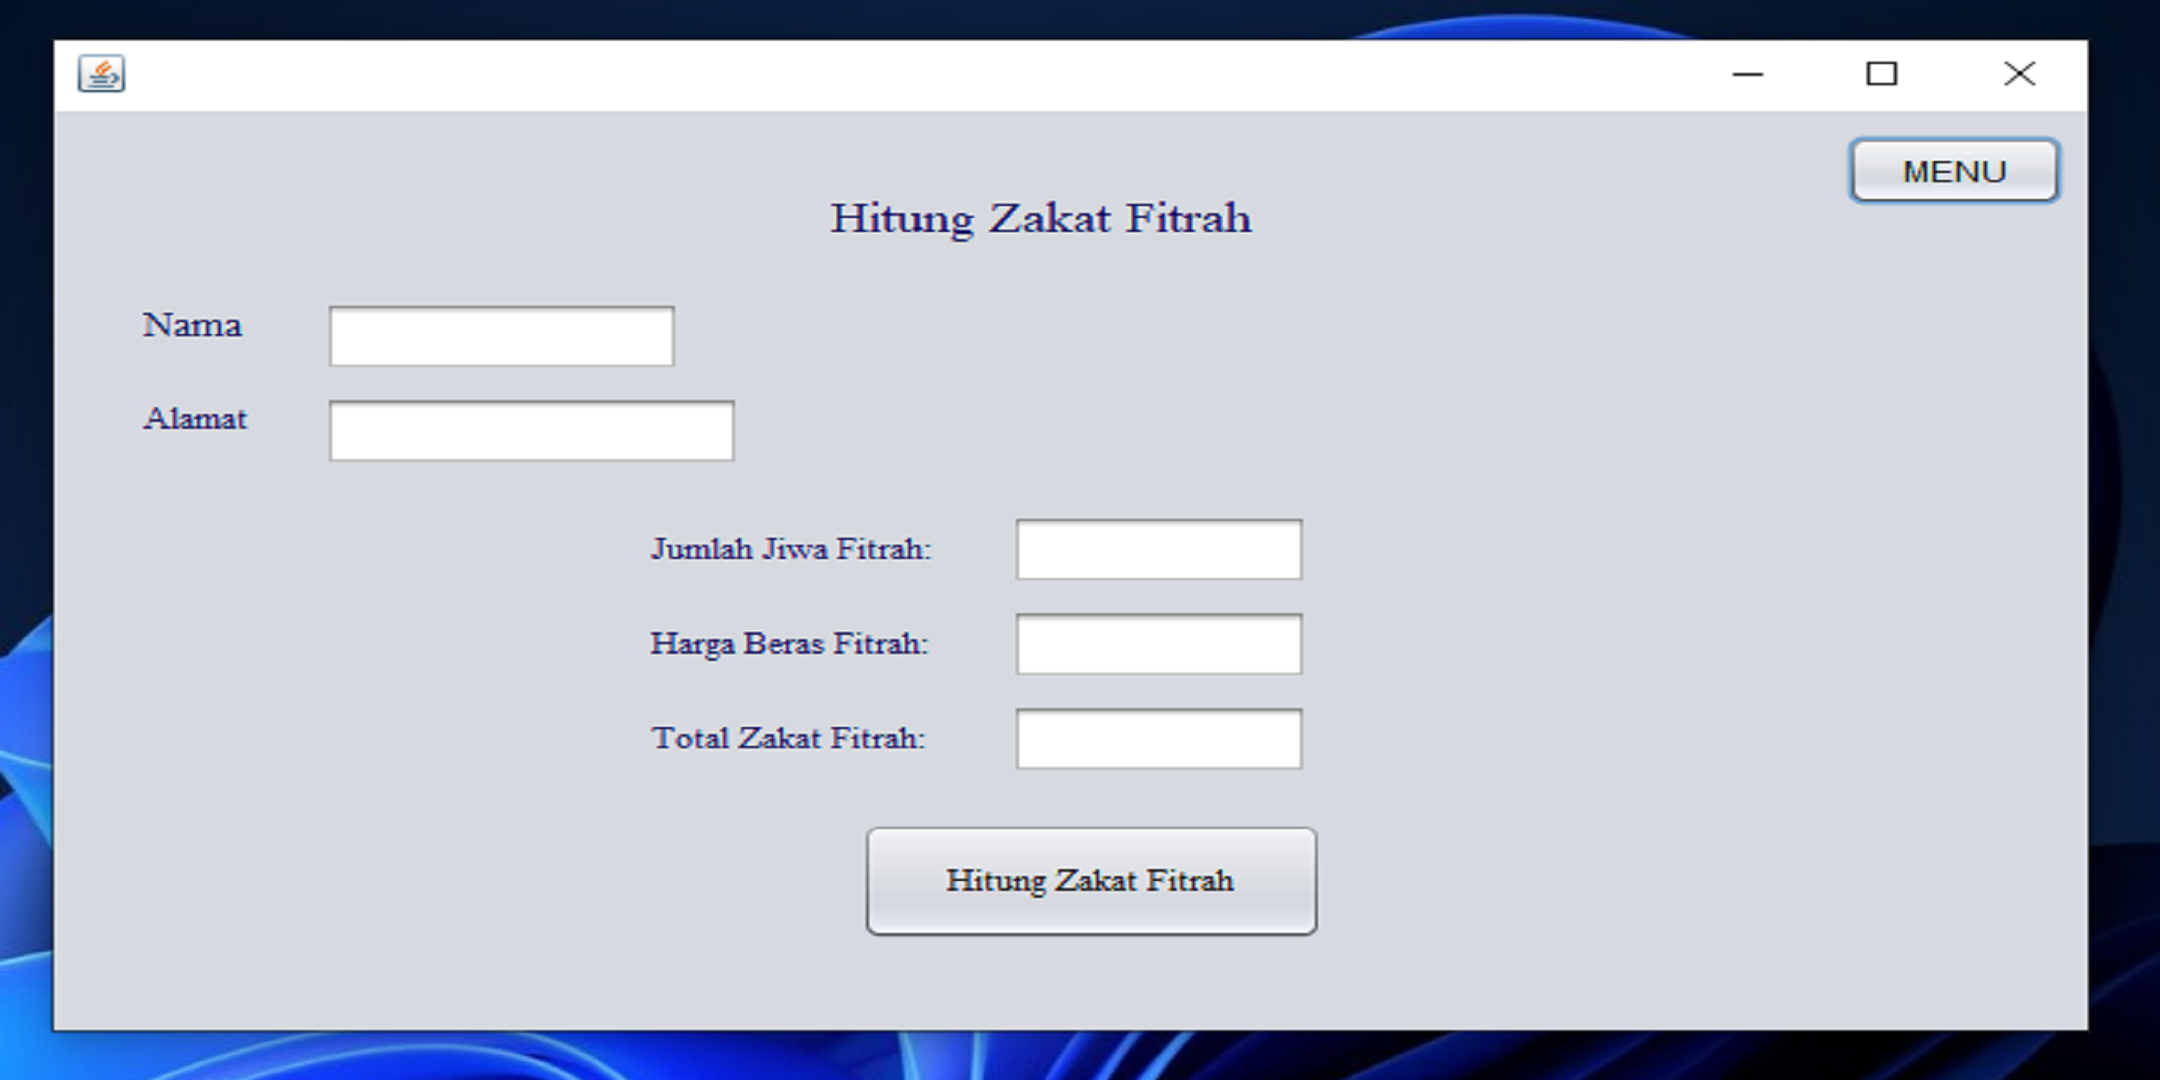 MENU
Hitung Zakat Fitrah
Nama
Alamat
Jumlah Jiwa Fitrah:
Harga Beras Fitrah:
Total Zakat Fitrah:
Hitung Zakat Fitrah